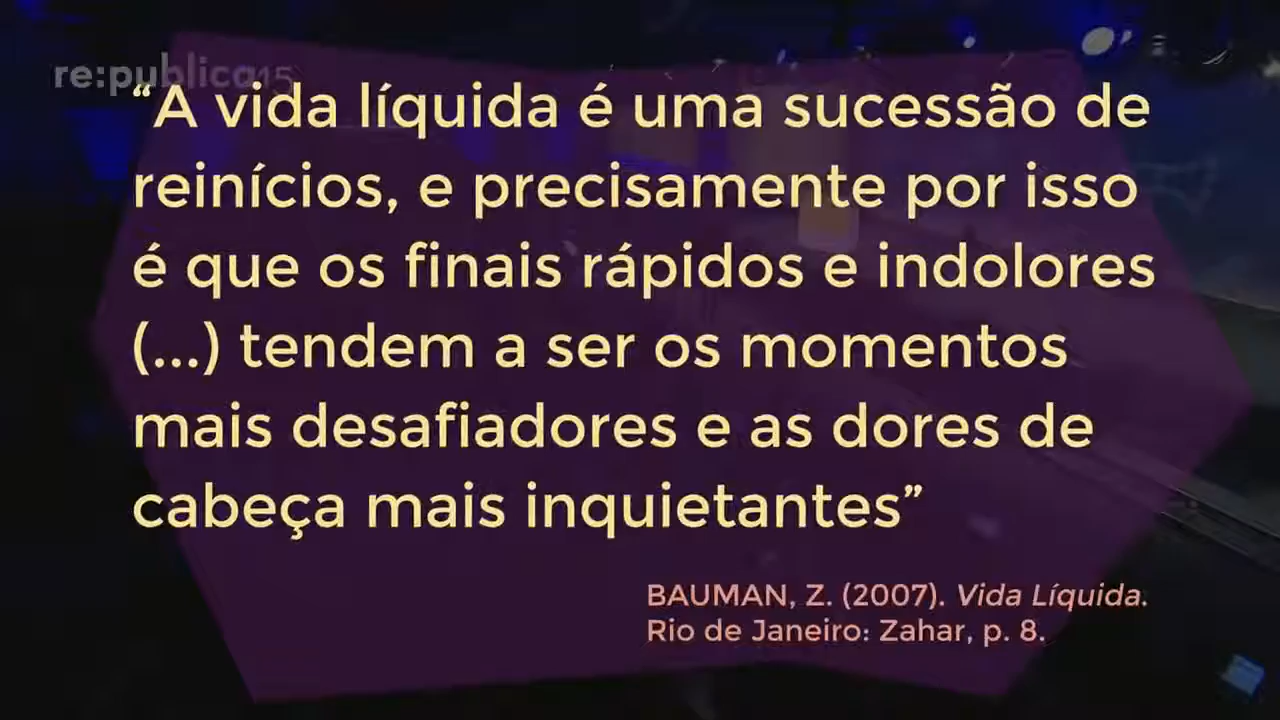 re:publica15
“A vida líquida é uma sucessão de
reinícios, e precisamente por isso
é que os finais rápidos e indolores
(...) tendem a ser os momentos
mais desafiadores e as dores de
cabeça mais inquietantes”
BAUMAN, Z. (2007). Vida Líquida.
Rio de Janeiro: Zahar, p. 8.